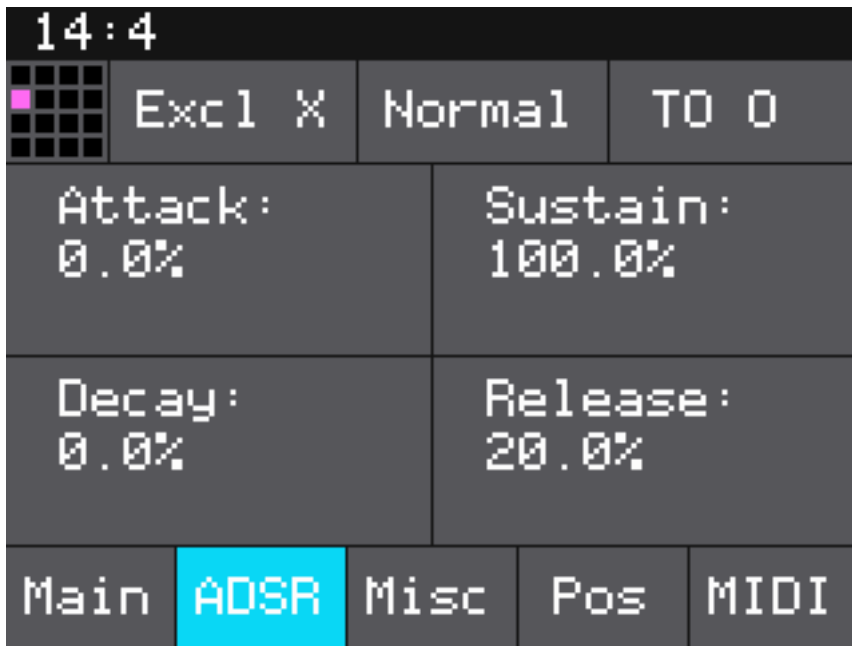 14:4
Excl X Normal TO O
Attack: Sustain:
0.0% 100.0%
Decay: Release:
0.0% 20.0%
Main ADSR Misc Pos MIDI